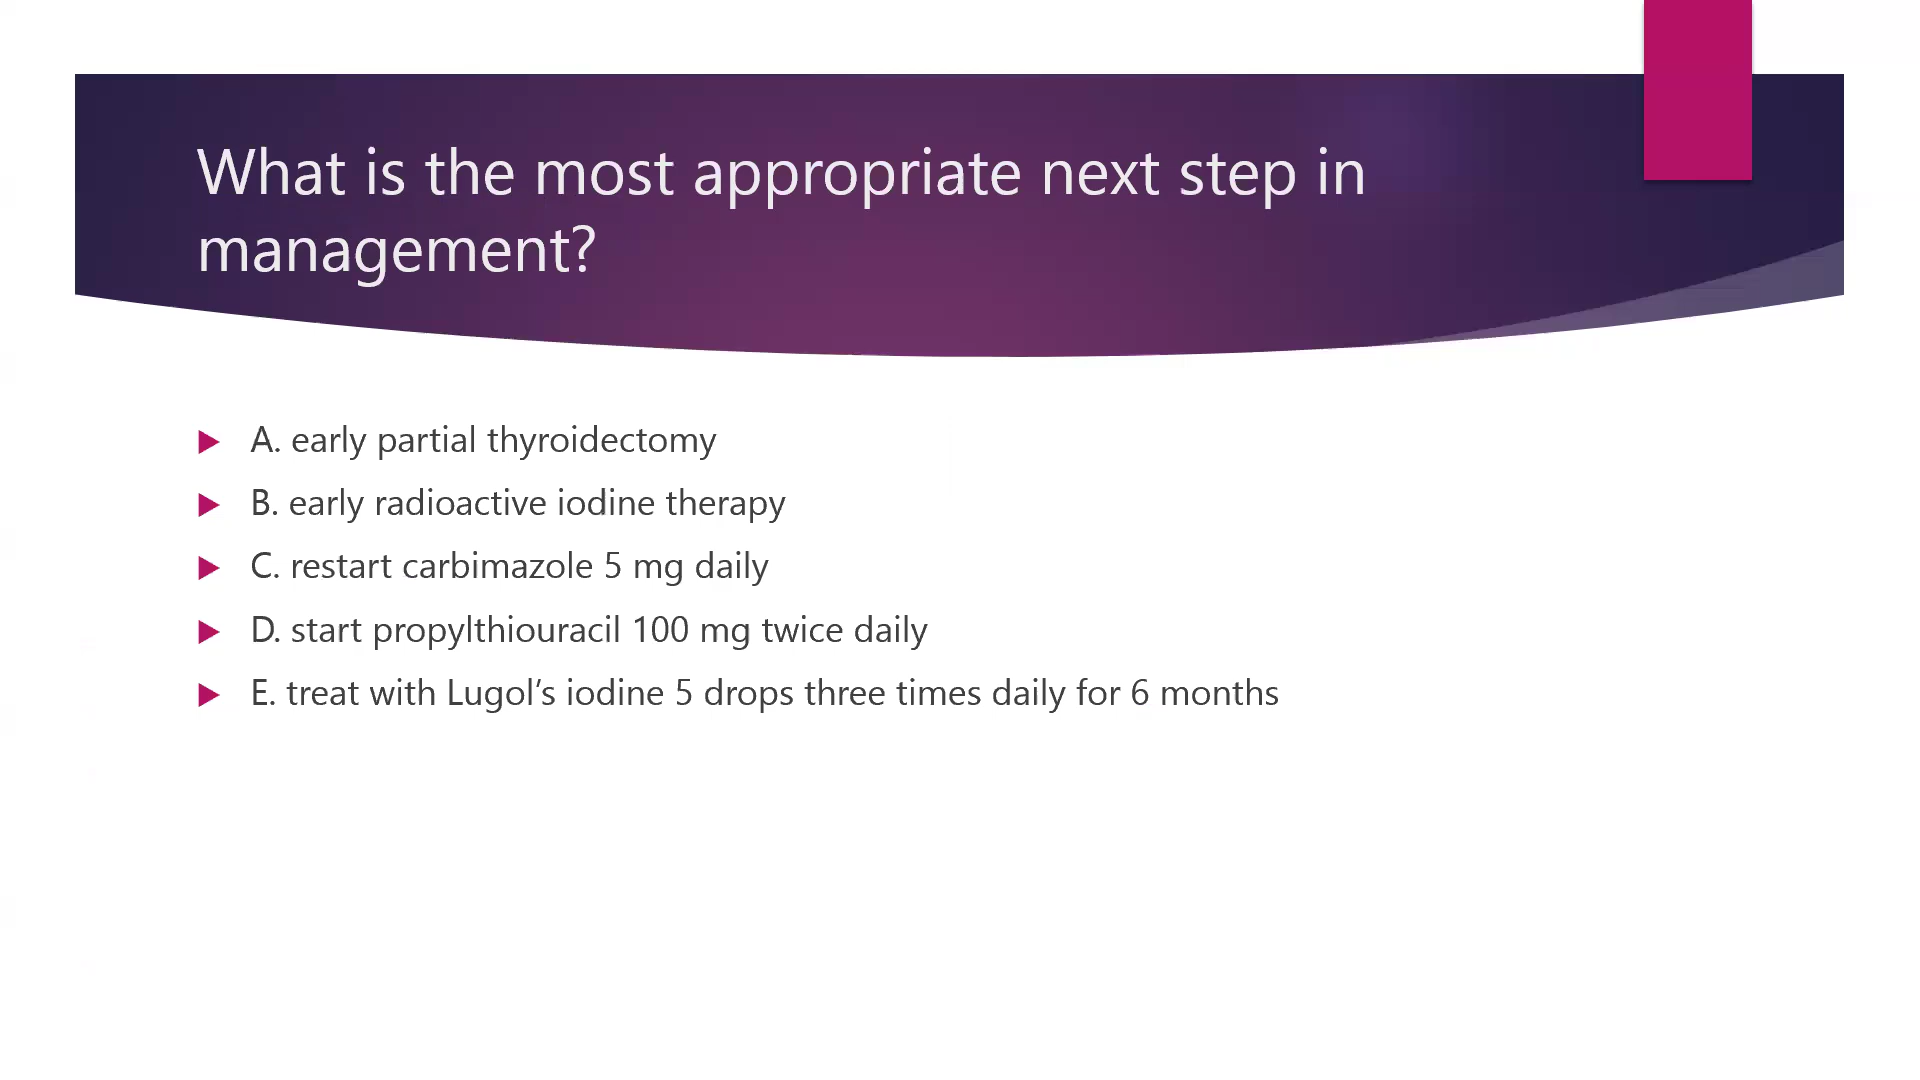 What is the most appropriate next step in
management?
A. early partial thyroidectomy
B. early radioactive iodine therapy
C. restart carbimazole 5 mg daily
D. start propylthiouracil 100 mg twice daily
E. treat with Lugol’s iodine 5 drops three times daily for 6 months